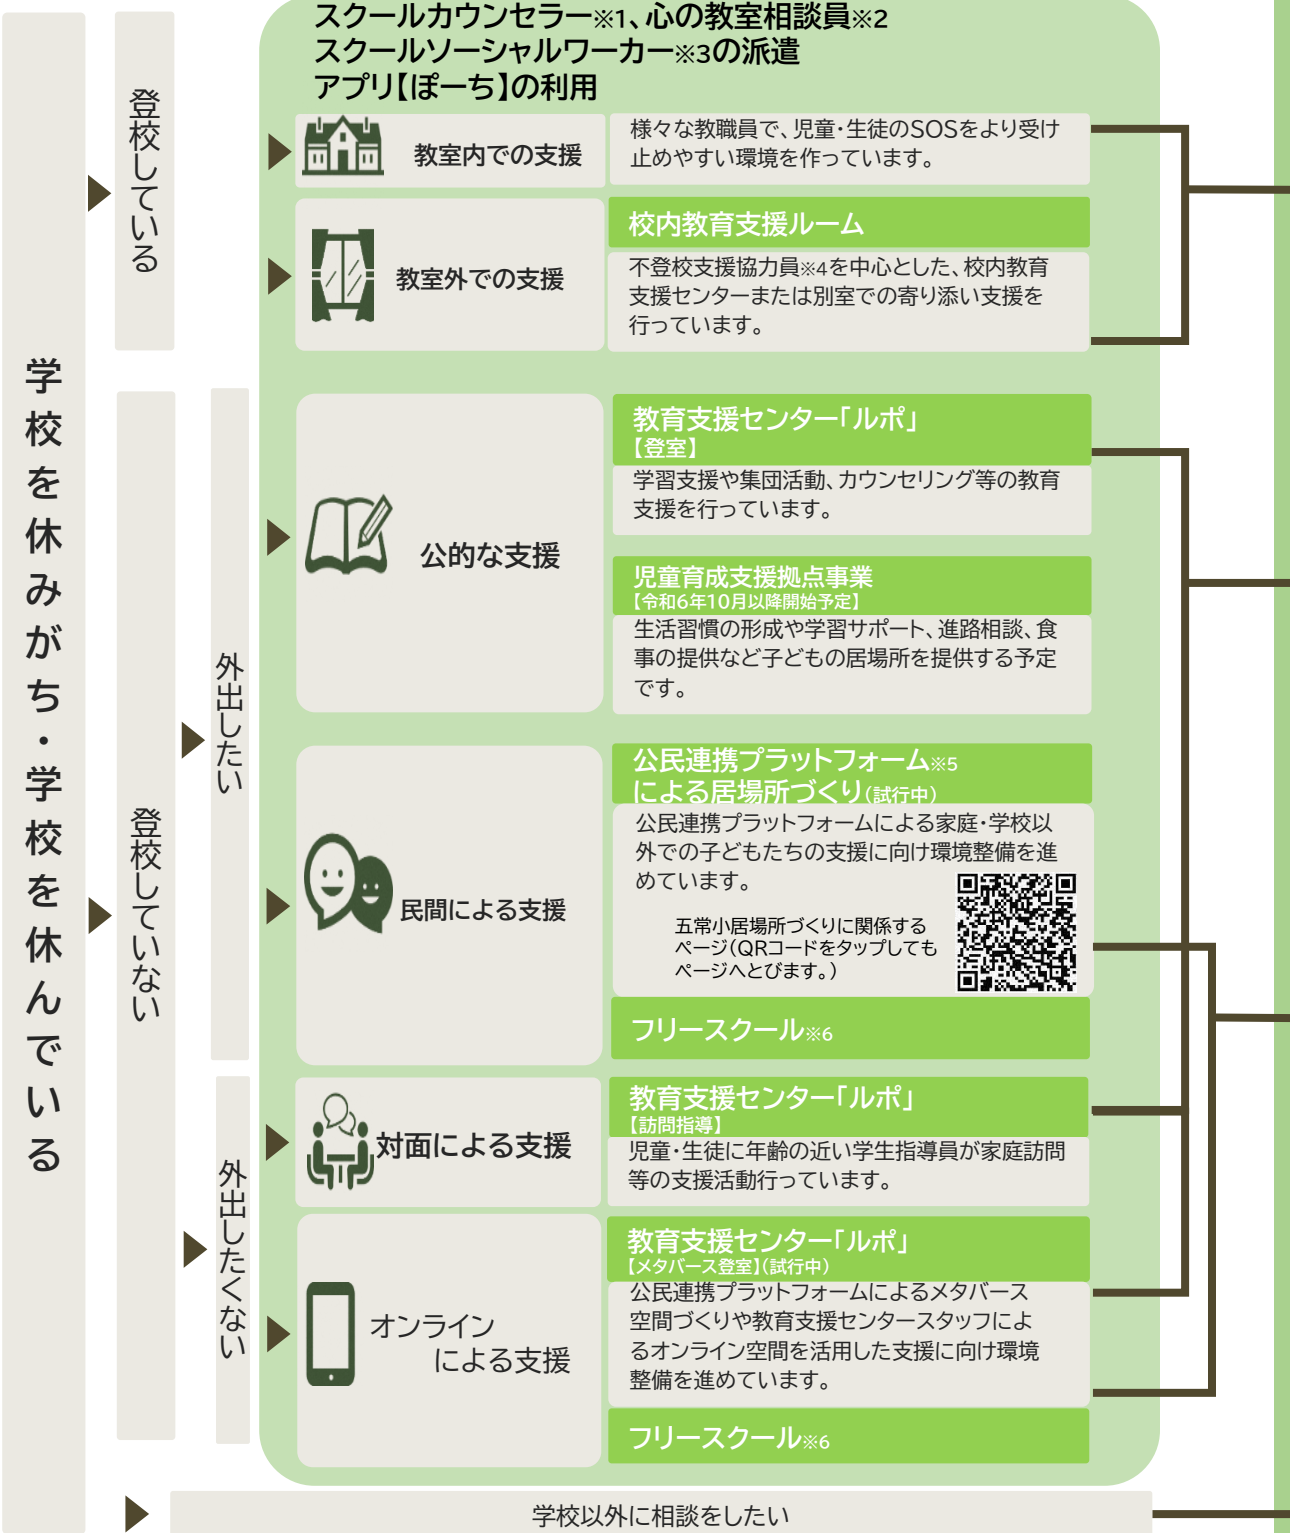 スクールカウンセラー※1、心の教室相談員※2
スクールソーシャルワーカー※3の派遣
アプリ【ぽーち】の利用
学校を休みがち・学校を休んでいる
登校している
教室内での支援
様々な教職員で、児童・生徒のSOSをより受け
止めやすい環境を作っています。
教室外での支援
校内教育支援ルーム
不登校支援協力員※4を中心とした、校内教育
支援センターまたは別室での寄り添い支援を
行っています。
登校していない
外出したい
公的な支援
教育支援センター「ルポ」
【登室】
学習支援や集団活動、カウンセリング等の教育
支援を行っています。
児童育成支援拠点事業
【令和6年10月以降開始予定】
生活習慣の形成や学習サポート、進路相談、食
事の提供など子どもの居場所を提供する予定
です。
民間による支援
公民連携プラットフォーム※5
による居場所づくり(試行中)
公民連携プラットフォームによる家庭・学校以
外での子どもたちの支援に向け環境整備を進
めています。
五常小居場所づくりに関係する
ページ(QRコードをタップしても
ページへとびます。)
フリースクール※6
外出したくない
対面による支援
教育支援センター「ルポ」
【訪問指導】
児童・生徒に年齢の近い学生指導員が家庭訪問
等の支援活動行っています。
オンライン
による支援
教育支援センター「ルポ」
【メタバース登室】(試行中)
公民連携プラットフォームによるメタバース
空間づくりや教育支援センタースタッフによ
るオンライン空間を活用した支援に向け環境
整備を進めています。
フリースクール※6
学校以外に相談をしたい